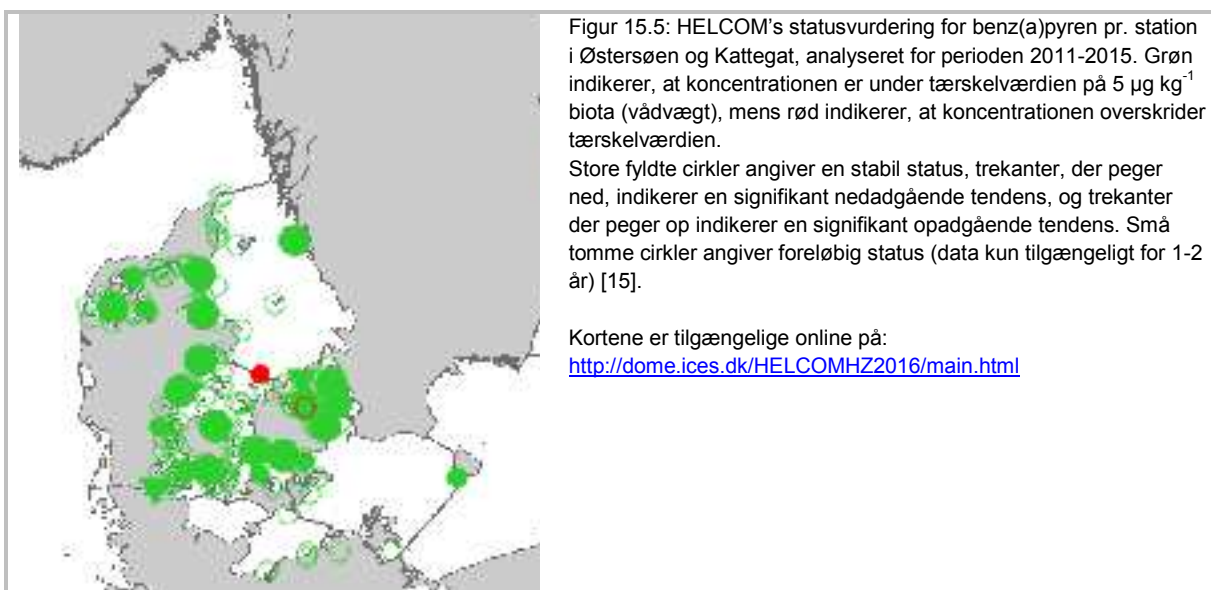 Figur 15.5: HELCOM’s statusvurdering for benz(a)pyren pr. station
i Østersøen og Kattegat, analyseret for perioden 2011-2015. Grøn
indikerer, at koncentrationen er under tærskelværdien på 5 µg kg⁻¹
biota (vådvægt), mens rød indikerer, at koncentrationen overskrider
tærskelværdien.
Store fyldte cirkler angiver en stabil status, trekanter, der peger
ned, indikerer en signifikant nedadgående tendens, og trekanter
der peger op indikerer en signifikant opadgående tendens. Små
tomme cirkler angiver foreløbig status (data kun tilgængeligt for 1-2
år) [15].
Kortene er tilgængelige online på:
http://dome.ices.dk/HELCOMHZ2016/main.html